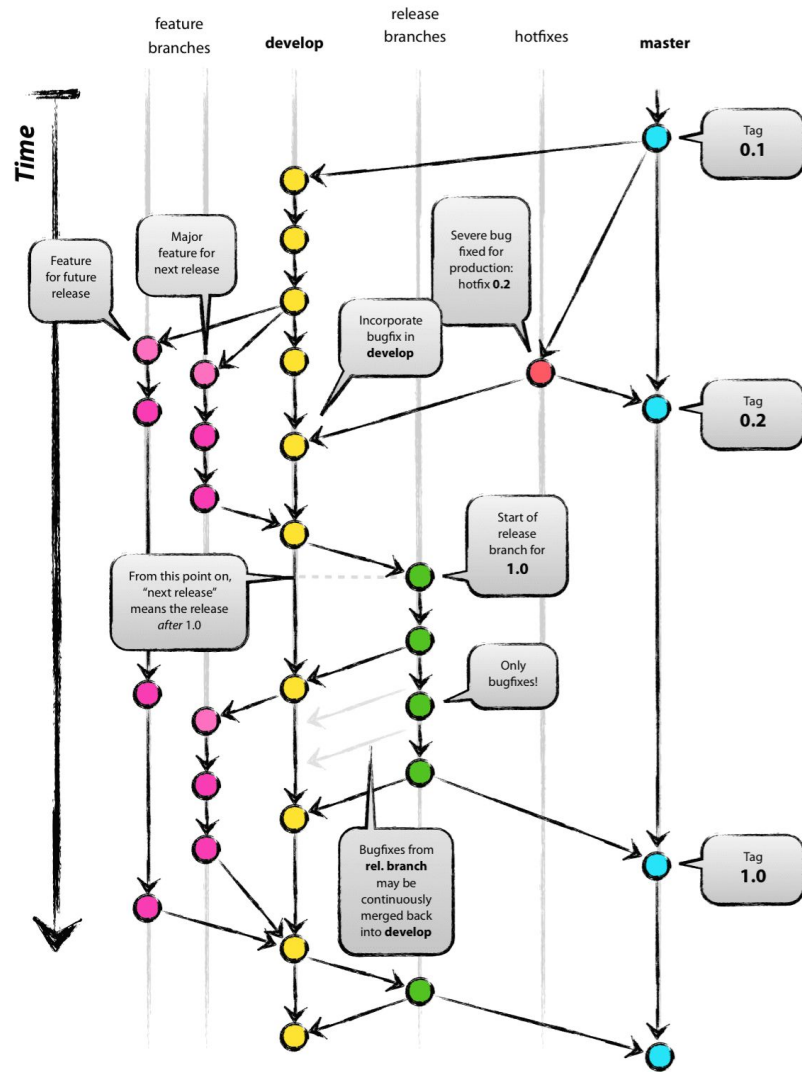 feature
branches
develop
release
branches
hotfixes
master
Time
Tag
0.1
Major
feature for
next release
Feature
for future
release
Severe bug
fixed for
production:
hotfix 0.2
Incorporate
bugfix in
develop
Tag
0.2
Start of
release
branch for
1.0
From this point on,
“next release”
means the release
after 1.0
Only
bugfixes!
Bugfixes from
rel. branch
may be
continuously
merged back
into develop
Tag
1.0